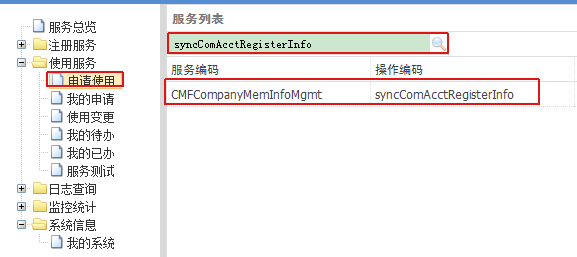 服务总览
注册服务
使用服务
申请使用
我的申请
使用变更
我的待办
我的已办
服务测试
日志查询
监控统计
系统信息
我的系统
服务列表
syncComAcctRegisterInfo
服务编码 操作编码
CMFCompanyMemInfoMgmt syncComAcctRegisterInfo